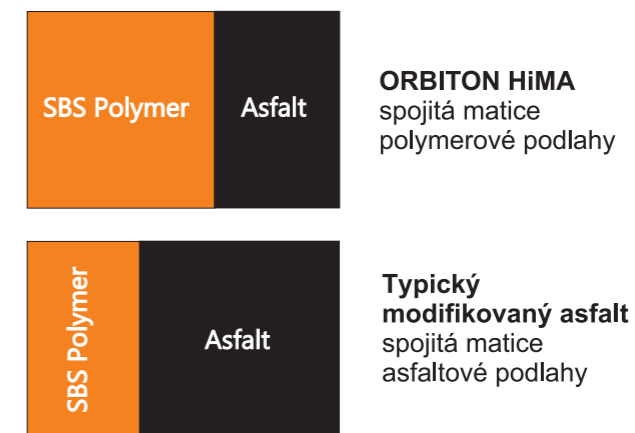 SBS Polymer
Asfalt
ORBITON HiMA
spojitá matice
polymerové podlahy
SBS Polymer
Asfalt
Typický
modifikovaný asfalt
spojitá matice
asfaltové podlahy